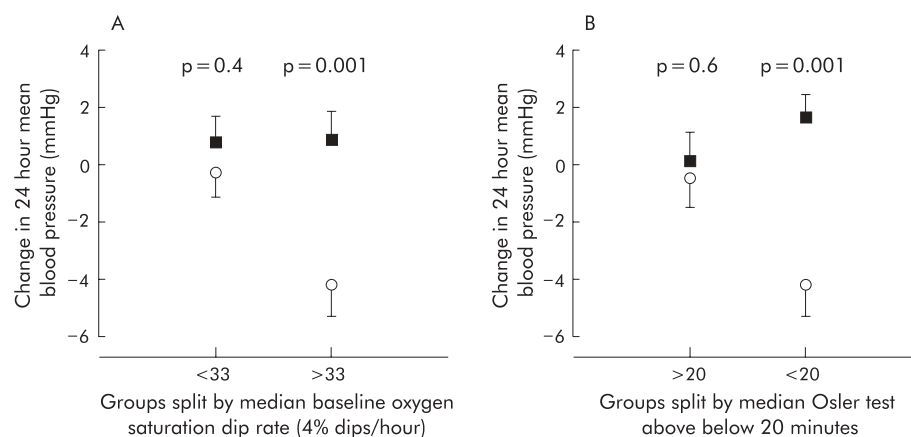 A
Change in 24 hour mean
blood pressure (mmHg)
4
2
0
−2
−4
−6
p = 0.4
p = 0.001
<33
>33
Groups split by median baseline oxygen
saturation dip rate (4% dips/hour)
B
Change in 24 hour mean
blood pressure (mmHg)
4
2
0
−2
−4
−6
p = 0.6
p = 0.001
>20
<20
Groups split by median Osler test
above below 20 minutes